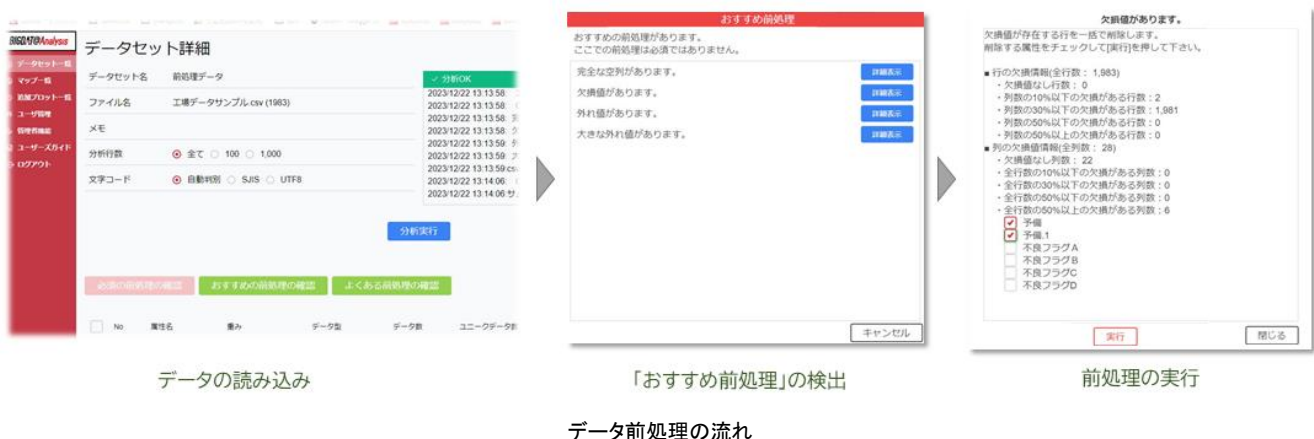 BIGDAT@Analysis
データセット一覧
マップ一覧
追加プロット一覧
ユーザ管理
管理者機能
ユーザーズガイド
ログアウト
データセット詳細
データセット名 前処理データ
ファイル名 工場データサンプル.csv (1983)
メモ
分析行数 全て 100 1,000
文字コード 自動判別 SJIS UTF8
✓ 分析OK
2023/12/22 13:13:58:
2023/12/22 13:13:58:
2023/12/22 13:13:58:
2023/12/22 13:13:58:
2023/12/22 13:13:59:
2023/12/22 13:13:59:
2023/12/22 13:13:59 cs
2023/12/22 13:14:06:
2023/12/22 13:14:06 サ
分析実行
必須の前処理の確認 おすすめの前処理の確認 よくある前処理の確認
No 属性名 重み データ型 データ数 ユニークデータ数
データの読み込み
おすすめ前処理
おすすめの前処理があります。
ここでの前処理は必須ではありません。
完全な空列があります。 詳細表示
欠損値があります。 詳細表示
外れ値があります。 詳細表示
大きな外れ値があります。 詳細表示
キャンセル
「おすすめ前処理」の検出
欠損値があります。
欠損値が存在する行を一括で削除します。
削除する属性をチェックして[実行]を押して下さい。
■ 行の欠損情報(全行数： 1,983)
・欠損値なし行数： 0
・列数の10%以下の欠損がある行数：2
・列数の30%以下の欠損がある行数：1,981
・列数の50%以下の欠損がある行数：0
・列数の50%以上の欠損がある行数：0
■ 列の欠損値情報(全列数： 28)
・欠損値なし列数： 22
・全行数の10%以下の欠損がある列数：0
・全行数の30%以下の欠損がある列数：0
・全行数の50%以下の欠損がある列数：0
・全行数の50%以上の欠損がある列数：6
予備
予備.1
不良フラグA
不良フラグB
不良フラグC
不良フラグD
実行 閉じる
前処理の実行
データ前処理の流れ